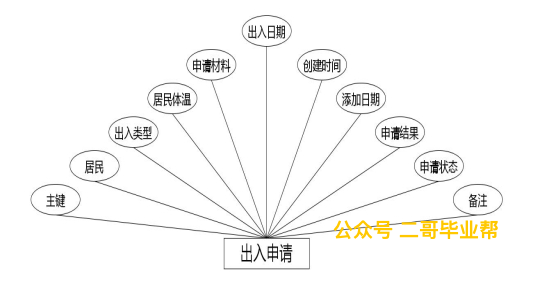 出入日期
申请材料
创建时间
居民体温
添加日期
出入类型
申请结果
居民
申请状态
主键
备注
公众号 二哥毕业帮
出入申请